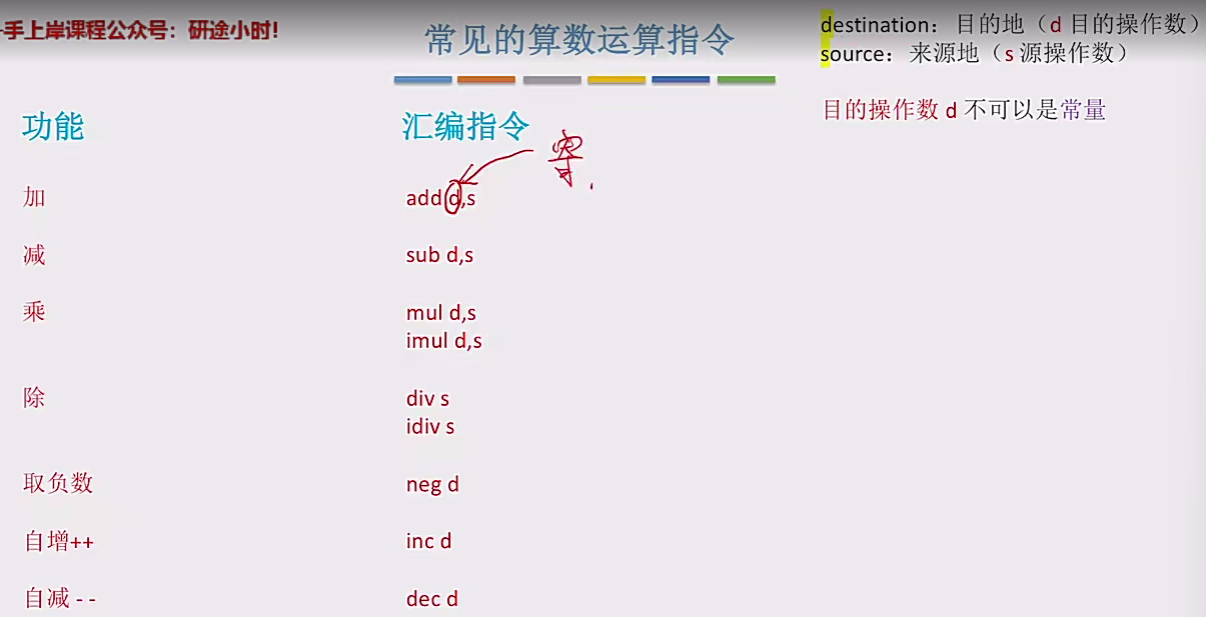 手上岸课程公众号：研途小时!
常见的算数运算指令
destination：目的地（d 目的操作数）
source：来源地（s 源操作数）
目的操作数 d 不可以是常量
功能 汇编指令
加 add d,s
减 sub d,s
乘 mul d,s
imul d,s
除 div s
idiv s
取负数 neg d
自增++ inc d
自减 - - dec d